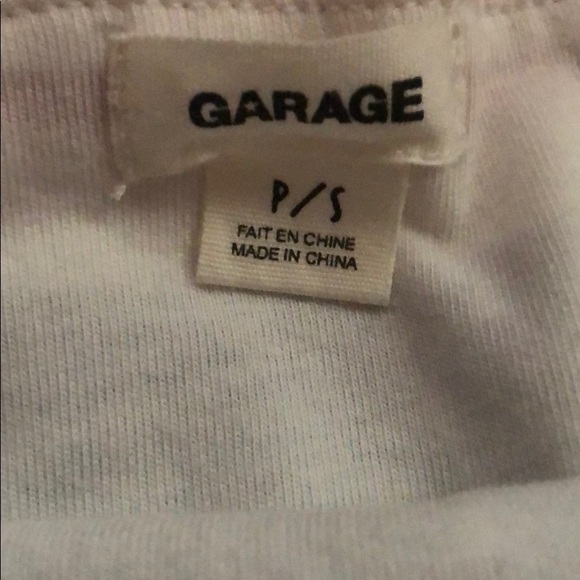 GARAGE
P/S
FAIT EN CHINE
MADE IN CHINA